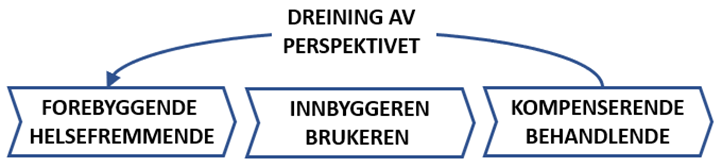 DREINING AV
PERSPEKTIVET
FOREBYGGENDE
HELSEFREMMENDE
INNBYGGEREN
BRUKEREN
KOMPENSERENDE
BEHANDLENDE